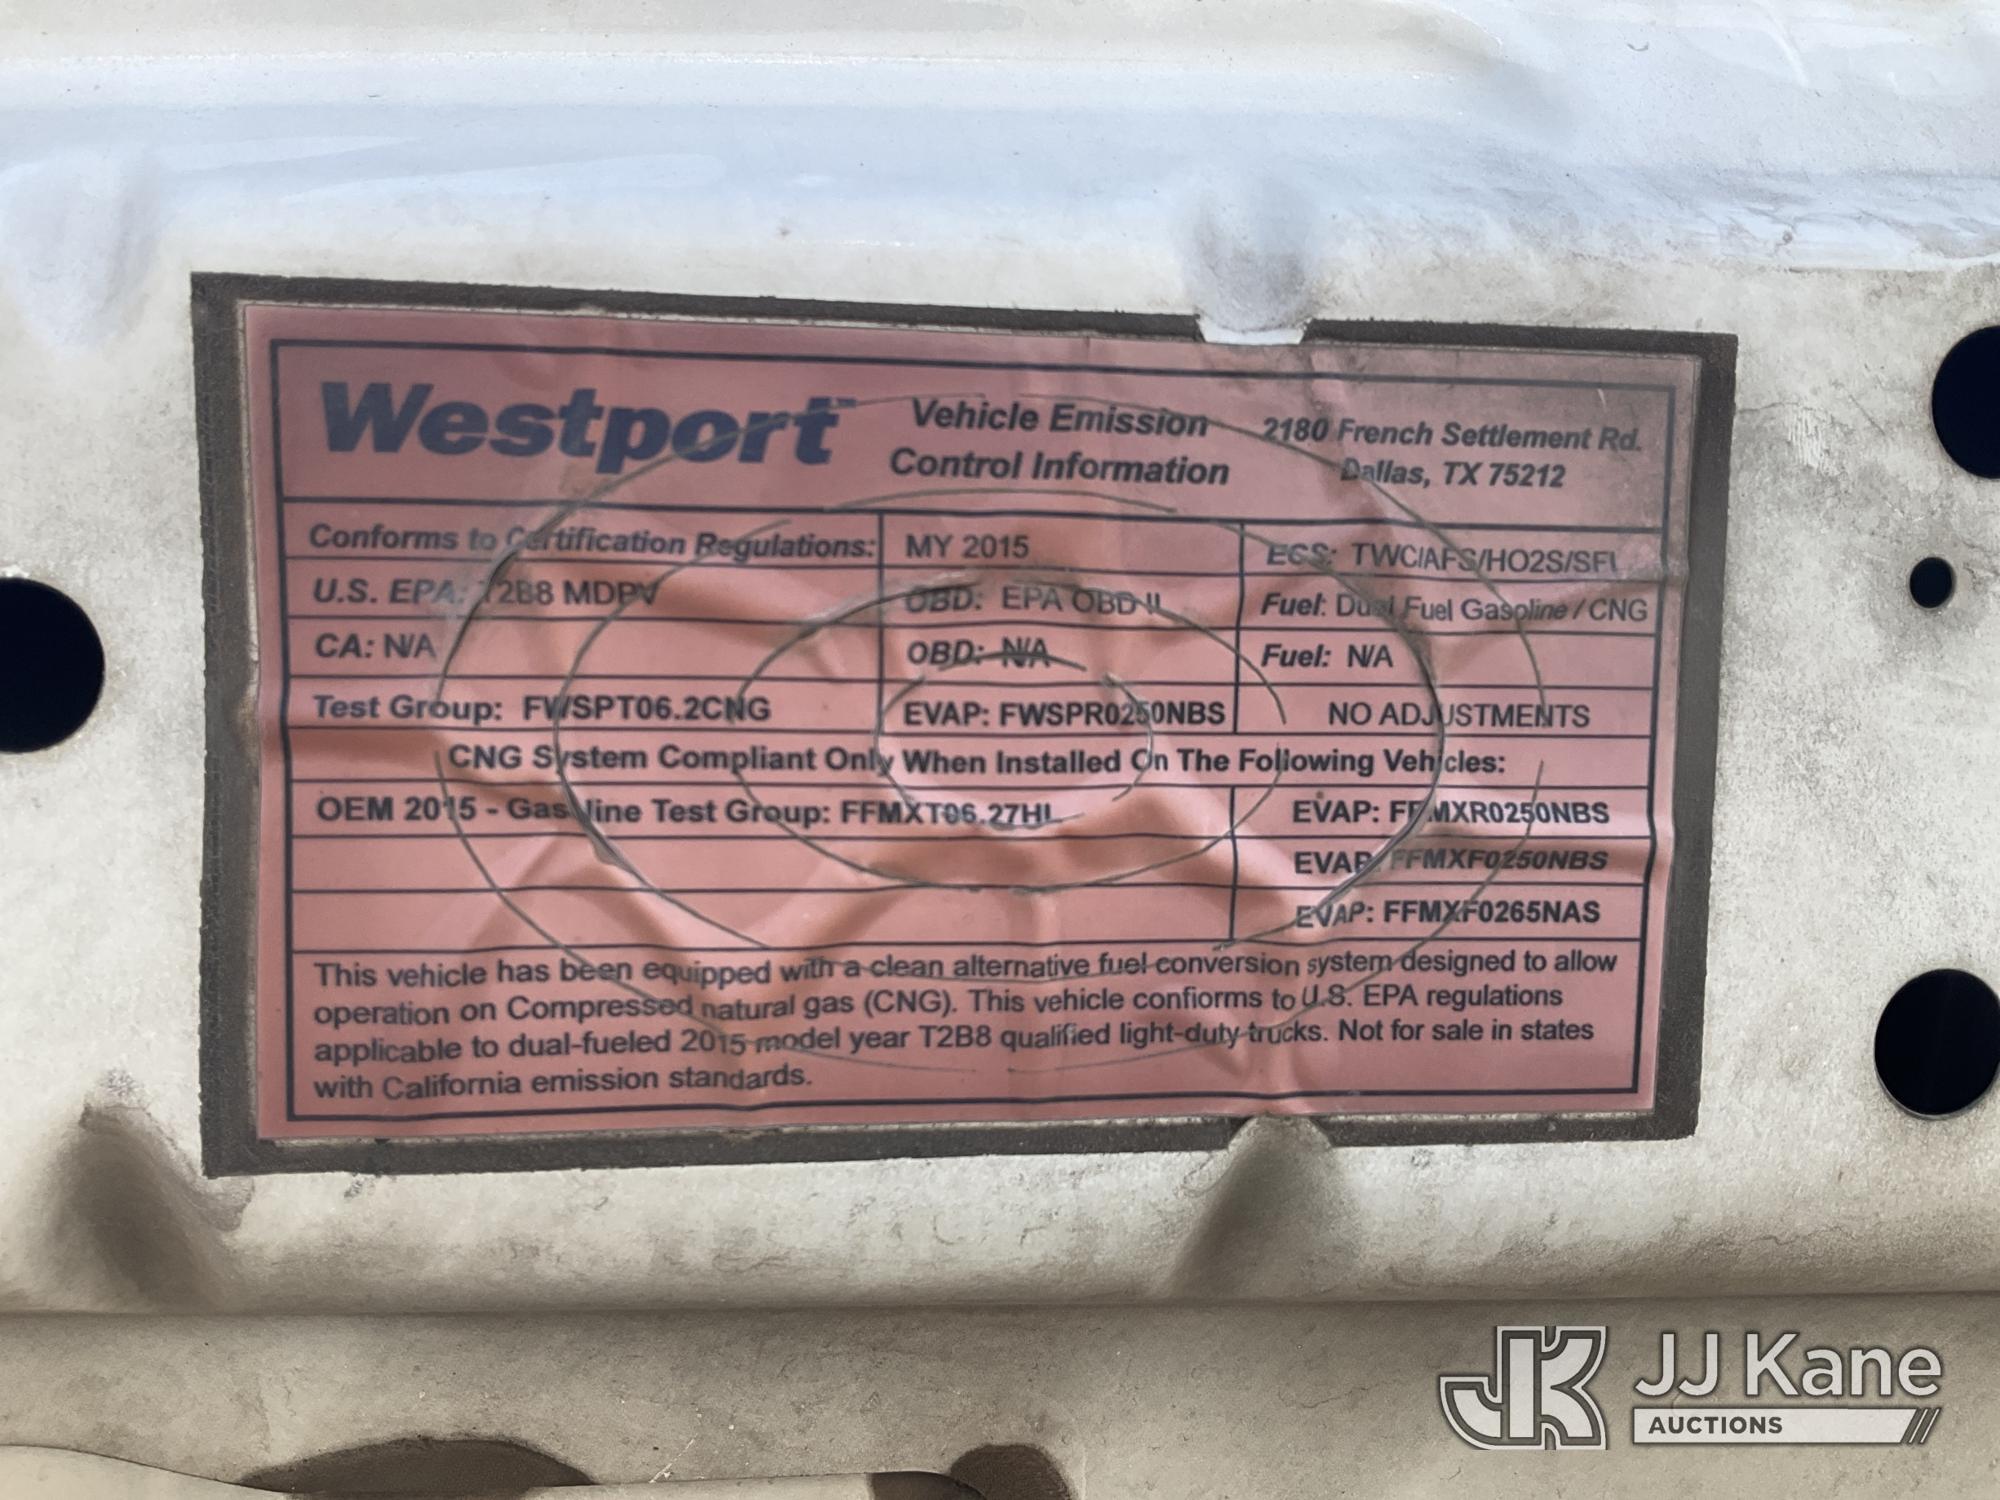 Westport™
Vehicle Emission
Control Information
2180 French Settlement Rd.
Dallas, TX 75212
Conforms to Certification Regulations:
MY 2015
ECS: TWC/AFS/HO2S/SFI
U.S. EPA: T2B8 MDPV
OBD: EPA OBD II
Fuel: Dual Fuel Gasoline / CNG
CA: N/A
OBD: N/A
Fuel: N/A
Test Group: FWSPT06.2CNG
EVAP: FWSPR0250NBS
NO ADJUSTMENTS
CNG System Compliant Only When Installed On The Following Vehicles:
OEM 2015 - Gasoline Test Group: FFMXT06.27HL
EVAP: FFMXR0250NBS
EVAP: FFMXF0250NBS
EVAP: FFMXF0265NAS
This vehicle has been equipped with a clean alternative fuel conversion system designed to allow
operation on Compressed natural gas (CNG). This vehicle confiorms to U.S. EPA regulations
applicable to dual-fueled 2015 model year T2B8 qualified light-duty trucks. Not for sale in states
with California emission standards.
JK JJ Kane
AUCTIONS